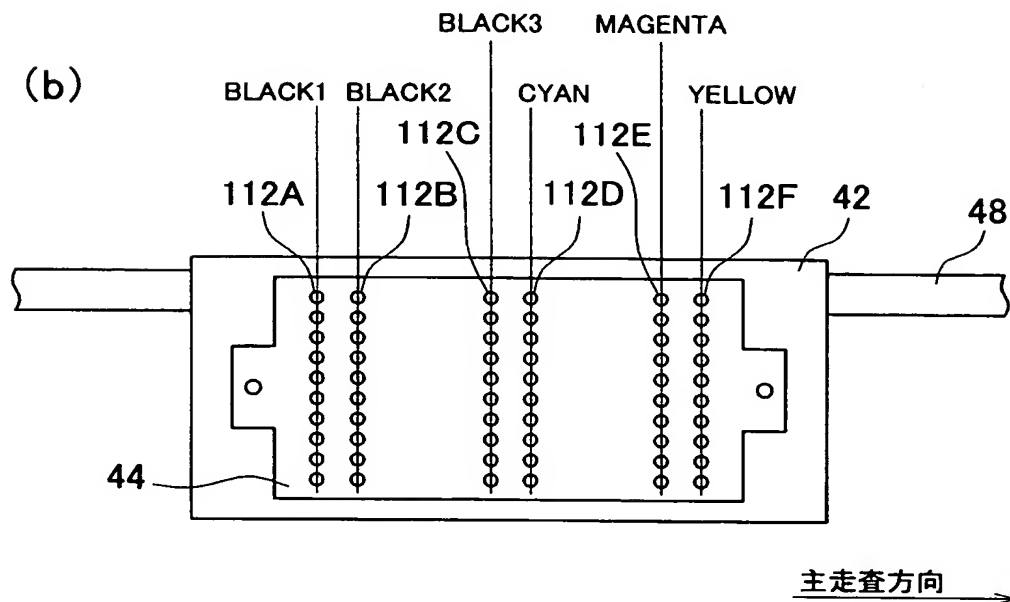 (b)
BLACK3 MAGENTA
BLACK1 BLACK2 CYAN YELLOW
112C 112E
112A 112B 112D 112F 42 48
44
主走査方向